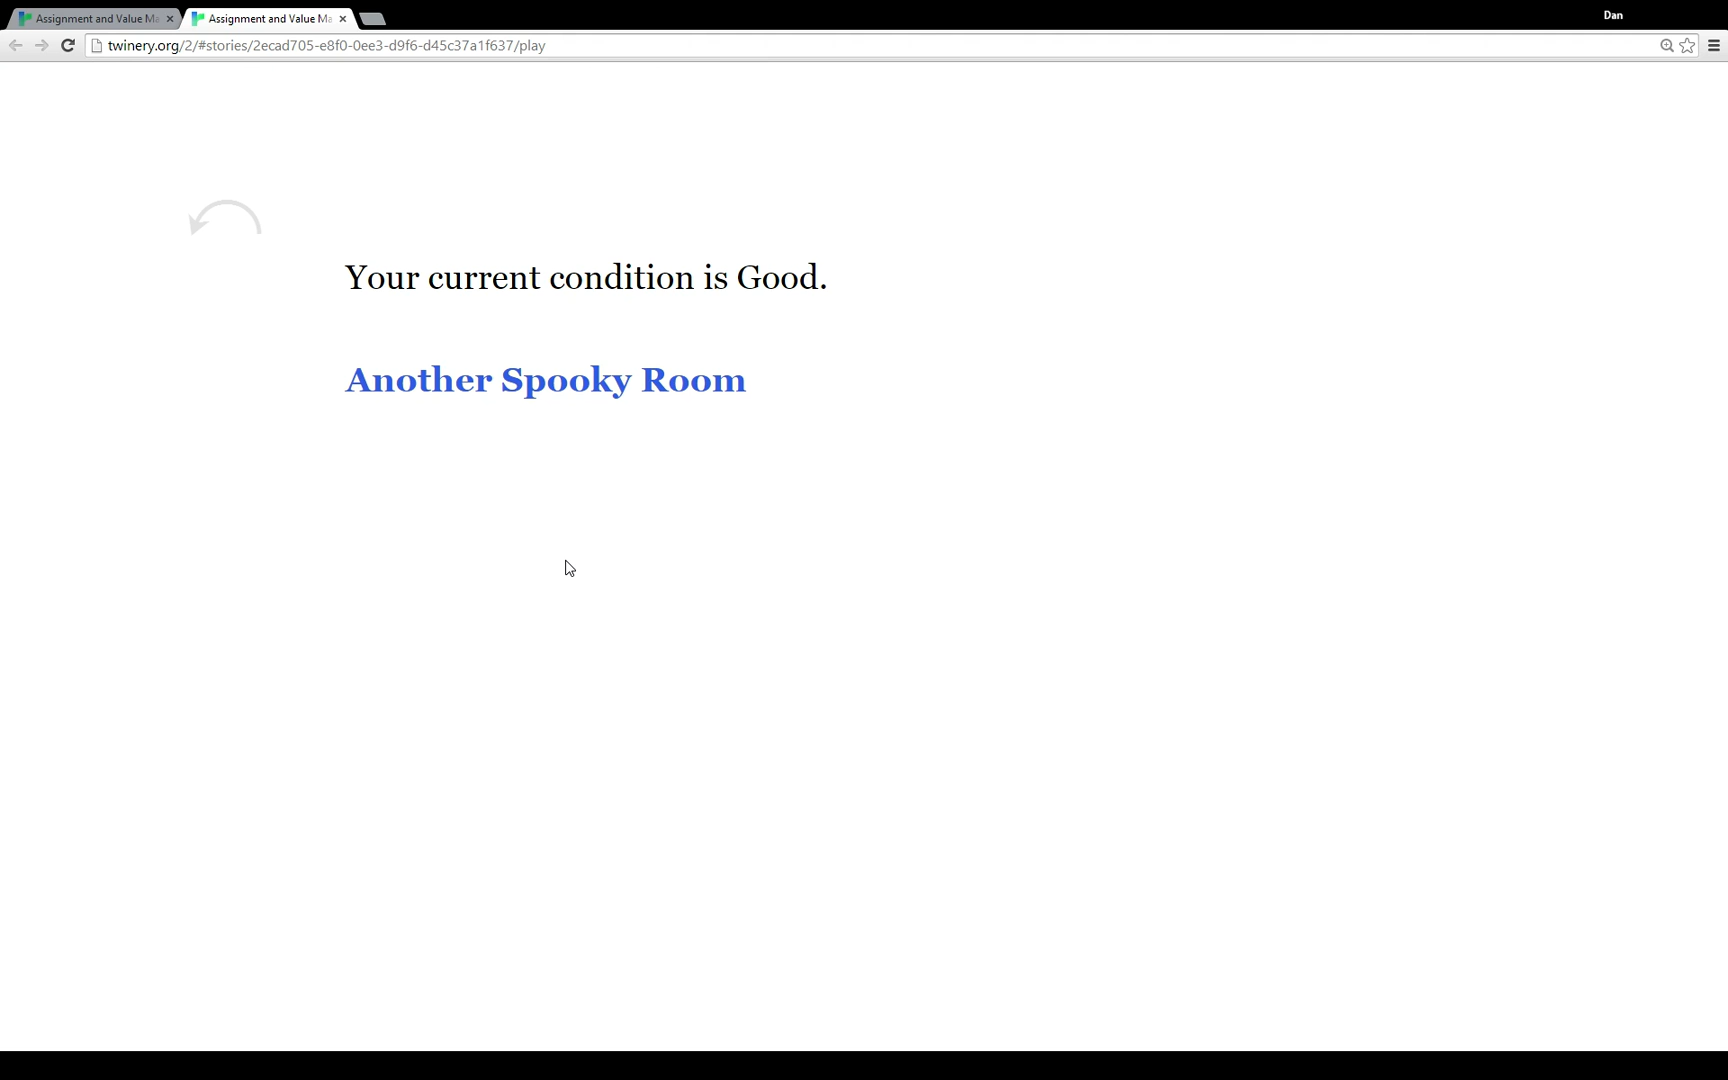 Assignment and Value Ma
Assignment and Value Ma
Dan
twinery.org/2/#stories/2ecad705-e8f0-0ee3-d9f6-d45c37a1f637/play
Your current condition is Good.
Another Spooky Room